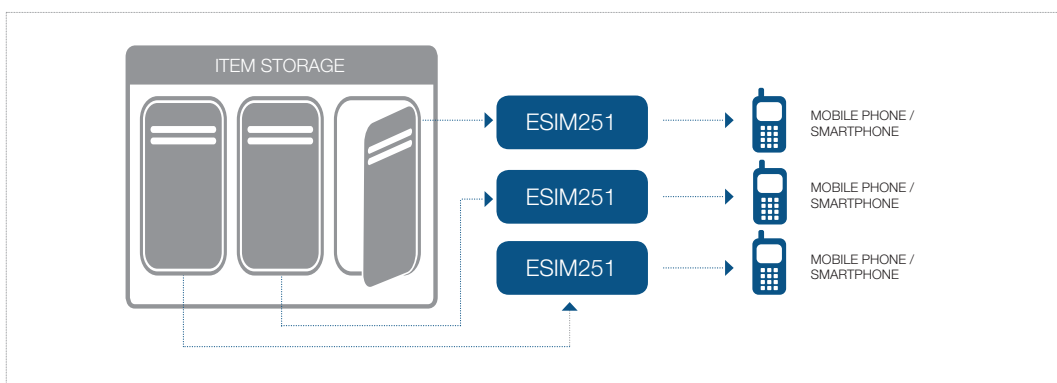 ITEM STORAGE
ESIM251
MOBILE PHONE /
SMARTPHONE
ESIM251
MOBILE PHONE /
SMARTPHONE
ESIM251
MOBILE PHONE /
SMARTPHONE